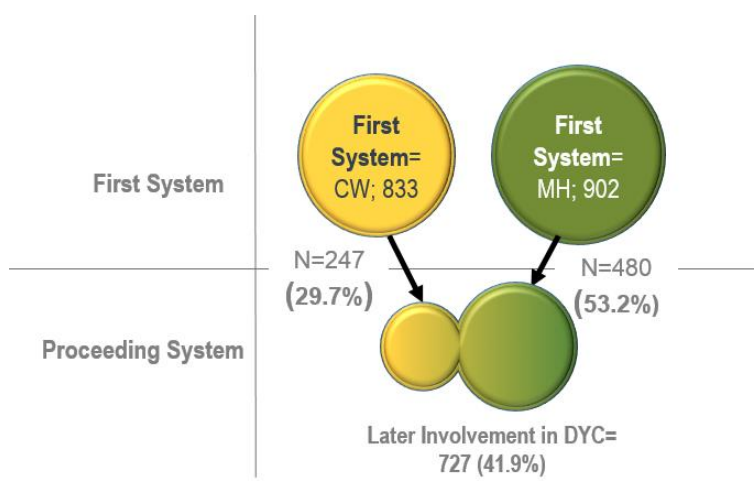 First
System=
CW; 833
First
System=
MH; 902
First System
N=247
(29.7%)
N=480
(53.2%)
Proceeding System
Later Involvement in DYC=
727 (41.9%)